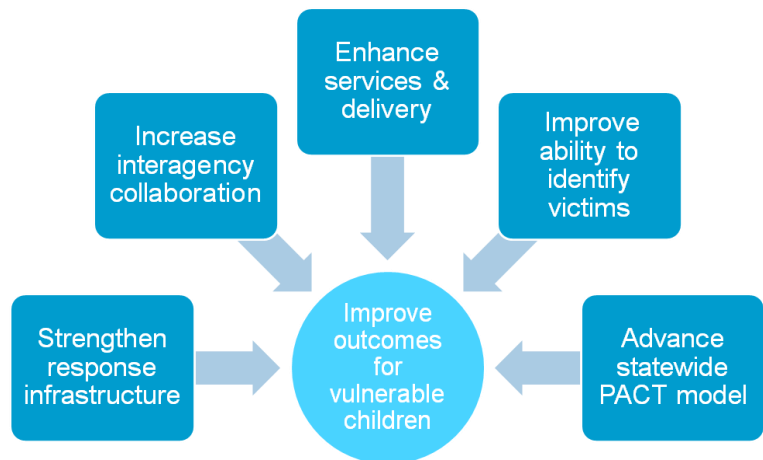 Enhance
services &
delivery
Increase
interagency
collaboration
Improve
ability to
identify
victims
Strengthen
response
infrastructure
Improve
outcomes
for
vulnerable
children
Advance
statewide
PACT model